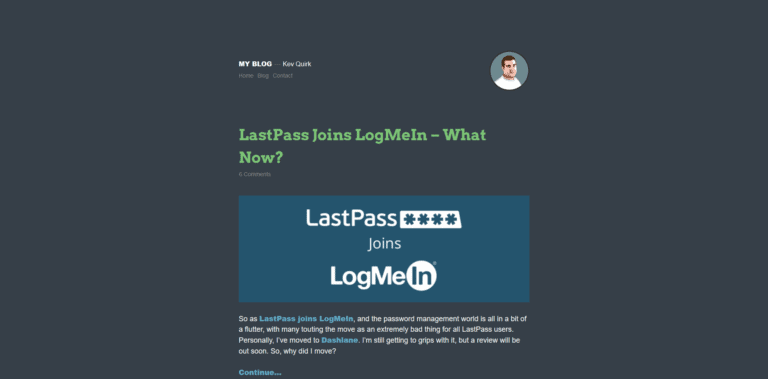 MY BLOG — Kev Quirk
Home Blog Contact
LastPass Joins LogMeIn – What
Now?
6 Comments
LastPass ****
Joins
LogMeIn®
So as LastPass joins LogMeIn, and the password management world is all in a bit of
a flutter, with many touting the move as an extremely bad thing for all LastPass users.
Personally, I've moved to Dashlane. I'm still getting to grips with it, but a review will be
out soon. So, why did I move?
Continue...